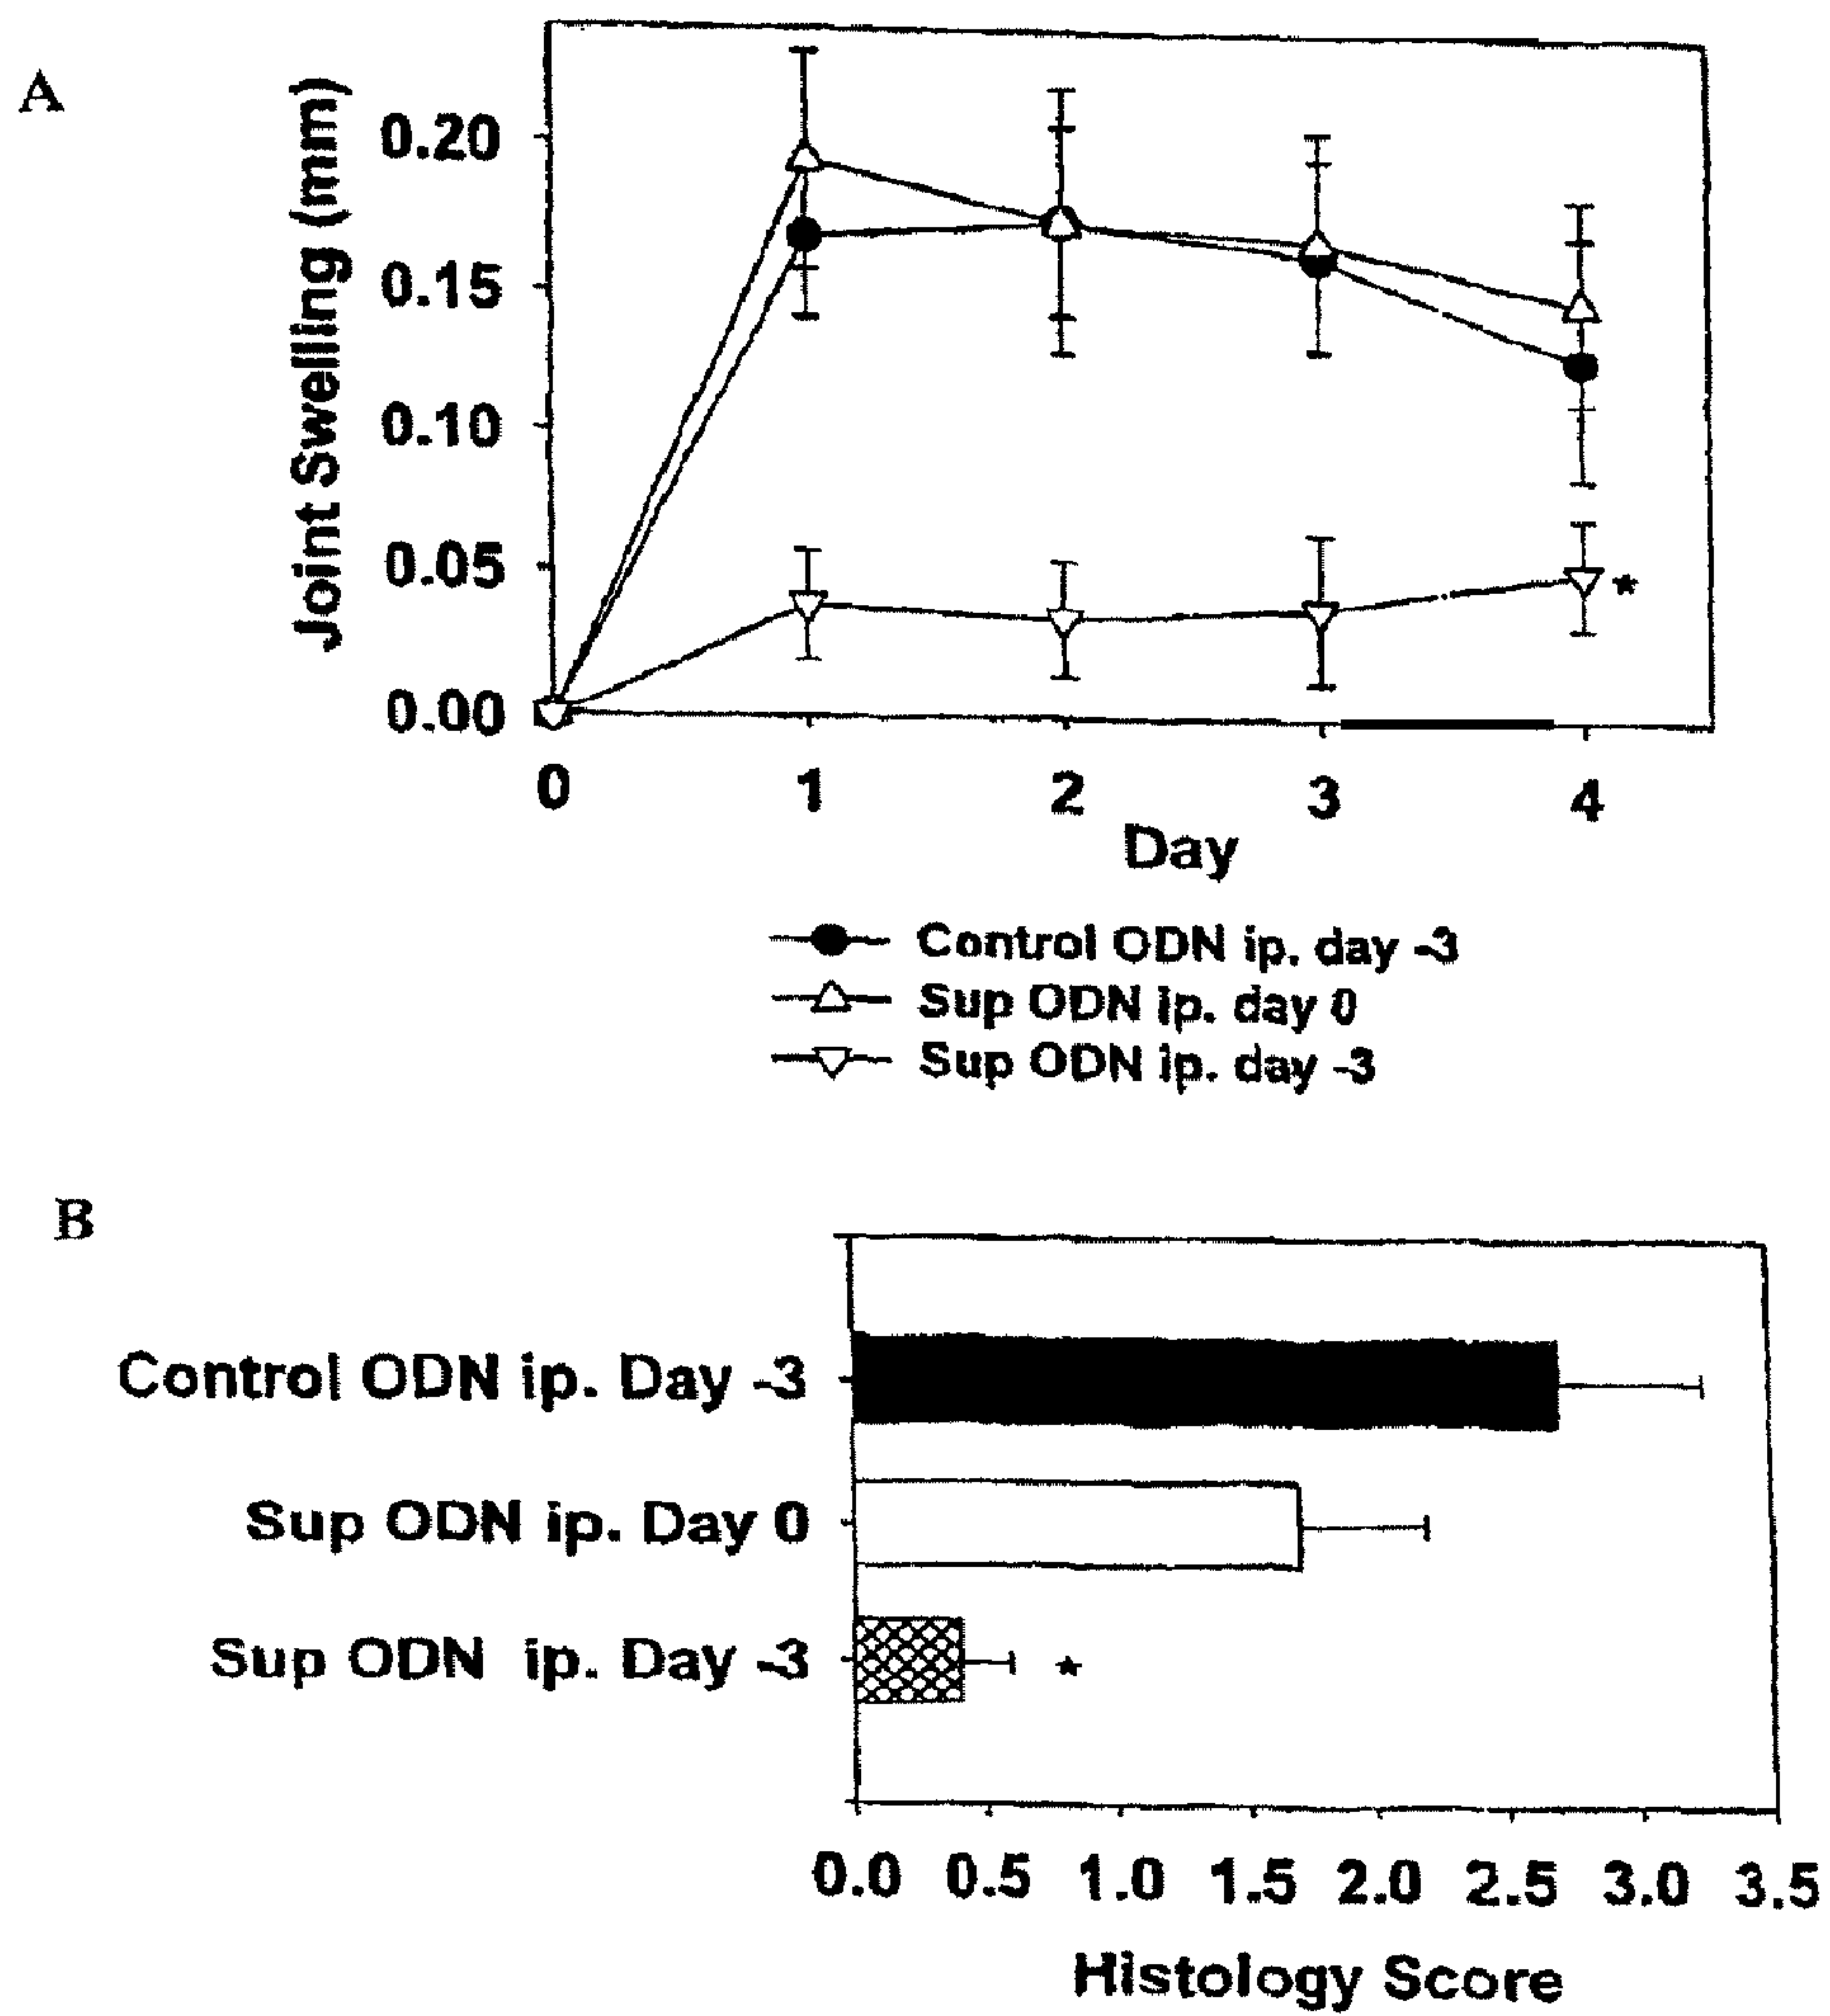 A
Joint Swelling (mm)
0.20
0.15
0.10
0.05
0.00
*
0 1 2 3 4
Day
Control ODN ip. day -3
Sup ODN ip. day 0
Sup ODN ip. day -3
B
Control ODN ip. Day -3
Sup ODN ip. Day 0
Sup ODN ip. Day -3
*
0.0 0.5 1.0 1.5 2.0 2.5 3.0 3.5
Histology Score